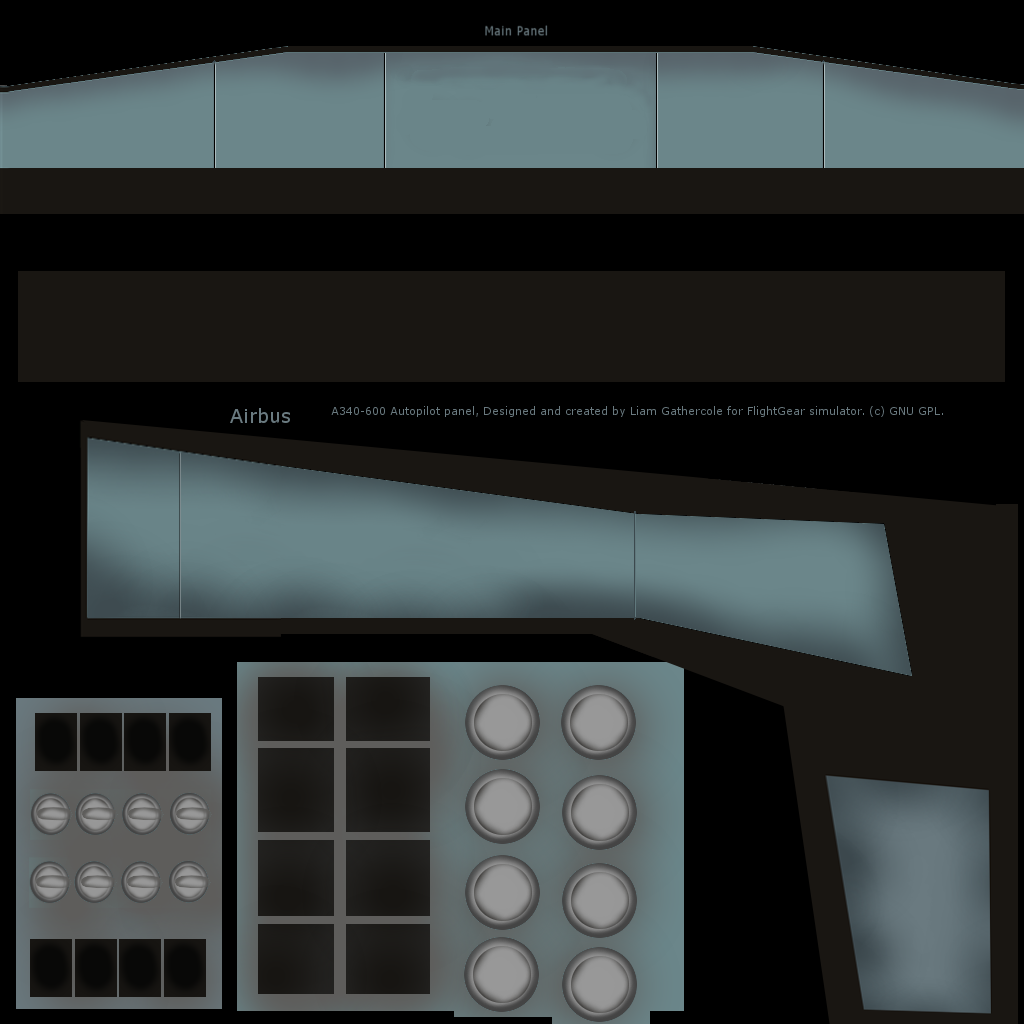 Main Panel
Airbus
A340-600 Autopilot panel, Designed and created by Liam Gathercole for FlightGear simulator. (c) GNU GPL.